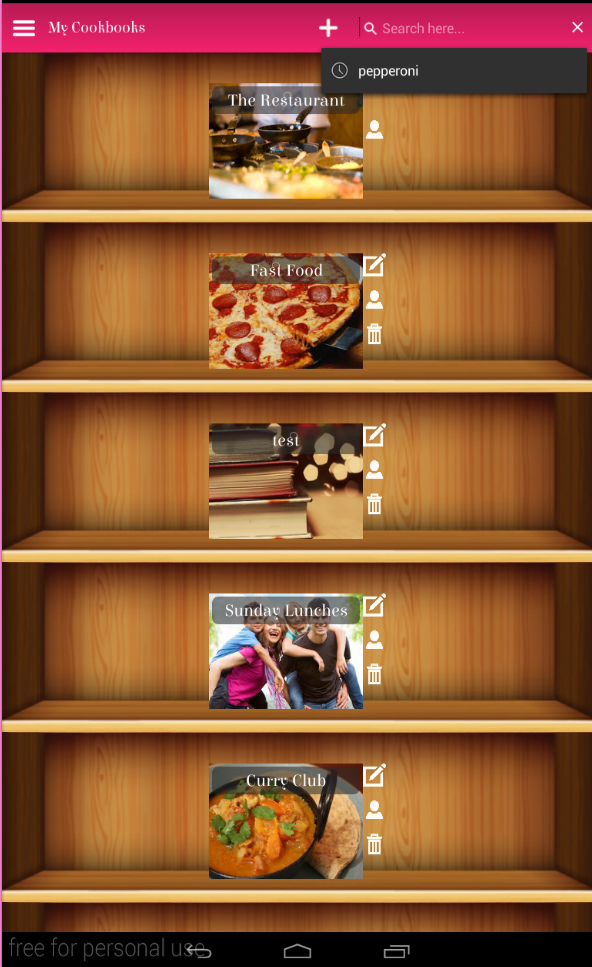 My Cookbooks
Search here...
pepperoni
The Restaurant
Fast Food
test
Sunday Lunches
Curry Club
free for personal use